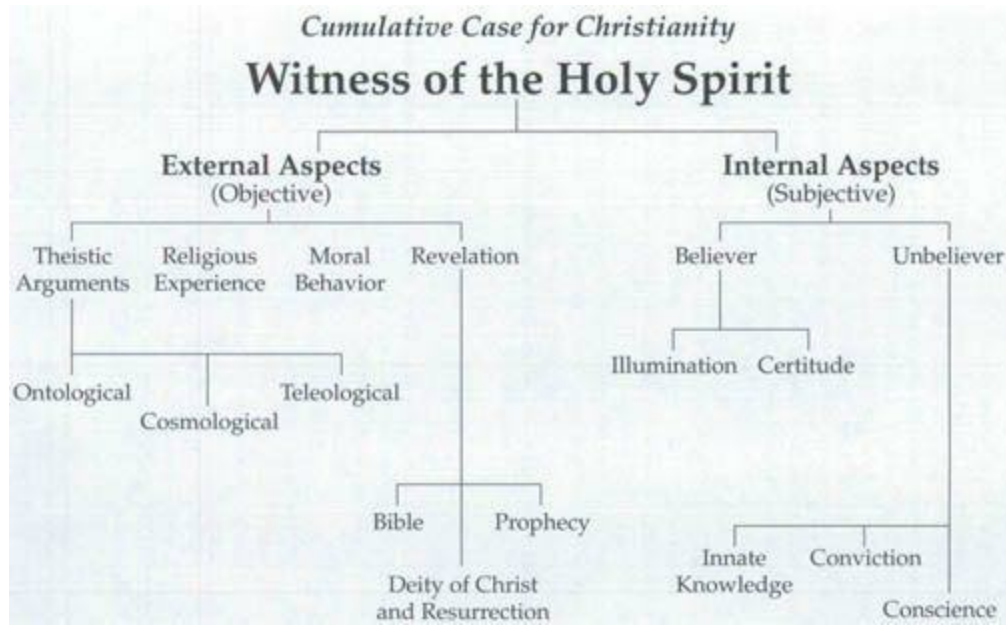 Cumulative Case for Christianity
Witness of the Holy Spirit
External Aspects
(Objective)
Internal Aspects
(Subjective)
Theistic
Arguments
Religious
Experience
Moral
Behavior
Revelation
Believer
Unbeliever
Illumination
Certitude
Ontological
Cosmological
Teleological
Bible
Prophecy
Deity of Christ
and Resurrection
Innate
Knowledge
Conviction
Conscience